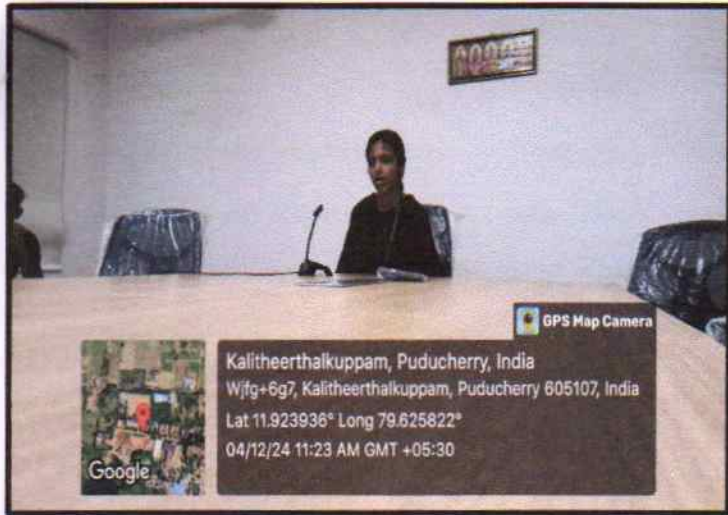 GPS Map Camera
Kalitheerthalkuppam, Puducherry, India
Wjfg+6g7, Kalitheerthalkuppam, Puducherry 605107, India
Lat 11.923936° Long 79.625822°
04/12/24 11:23 AM GMT +05:30
Google